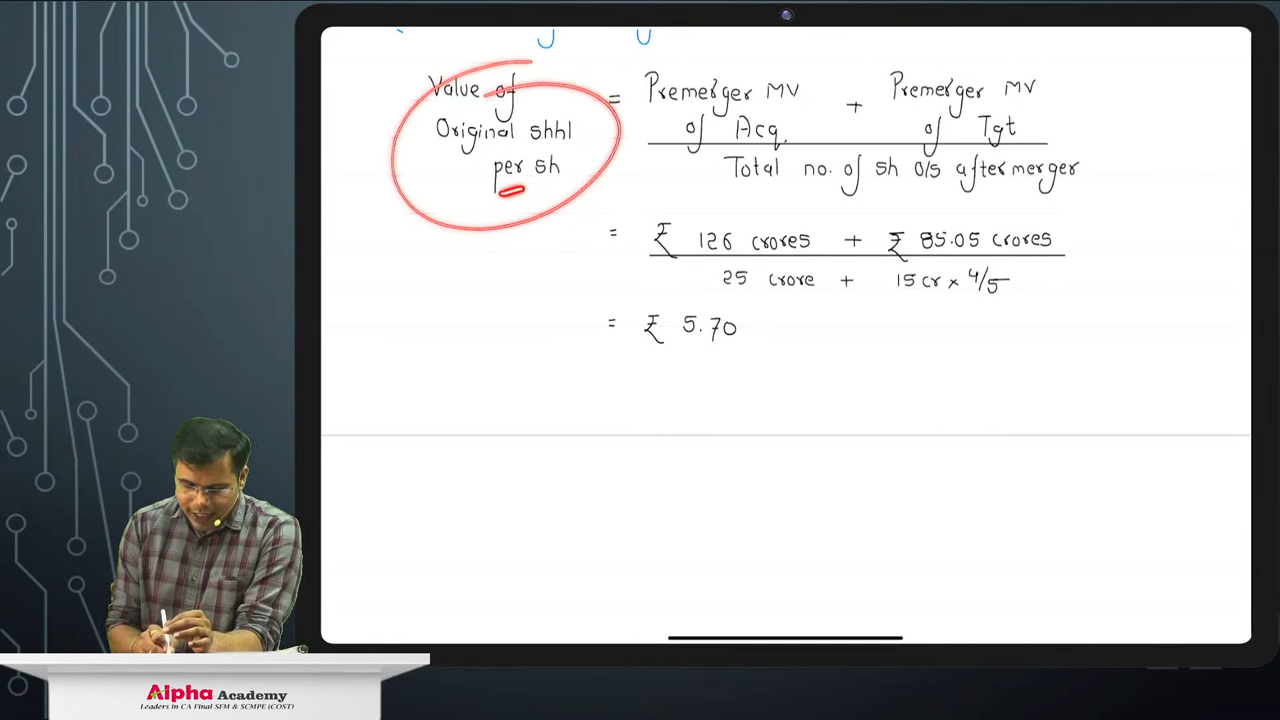 Value of
Original shhl
per sh
= Premerger MV of Acq. + Premerger MV of Tgt
Total no. of sh o/s after merger
= ₹ 126 crores + ₹ 85.05 crores
25 crore + 15 cr × 4/5
= ₹ 5.70
Alpha Academy
Leaders in CA Final SFM & SCMPE (COST)